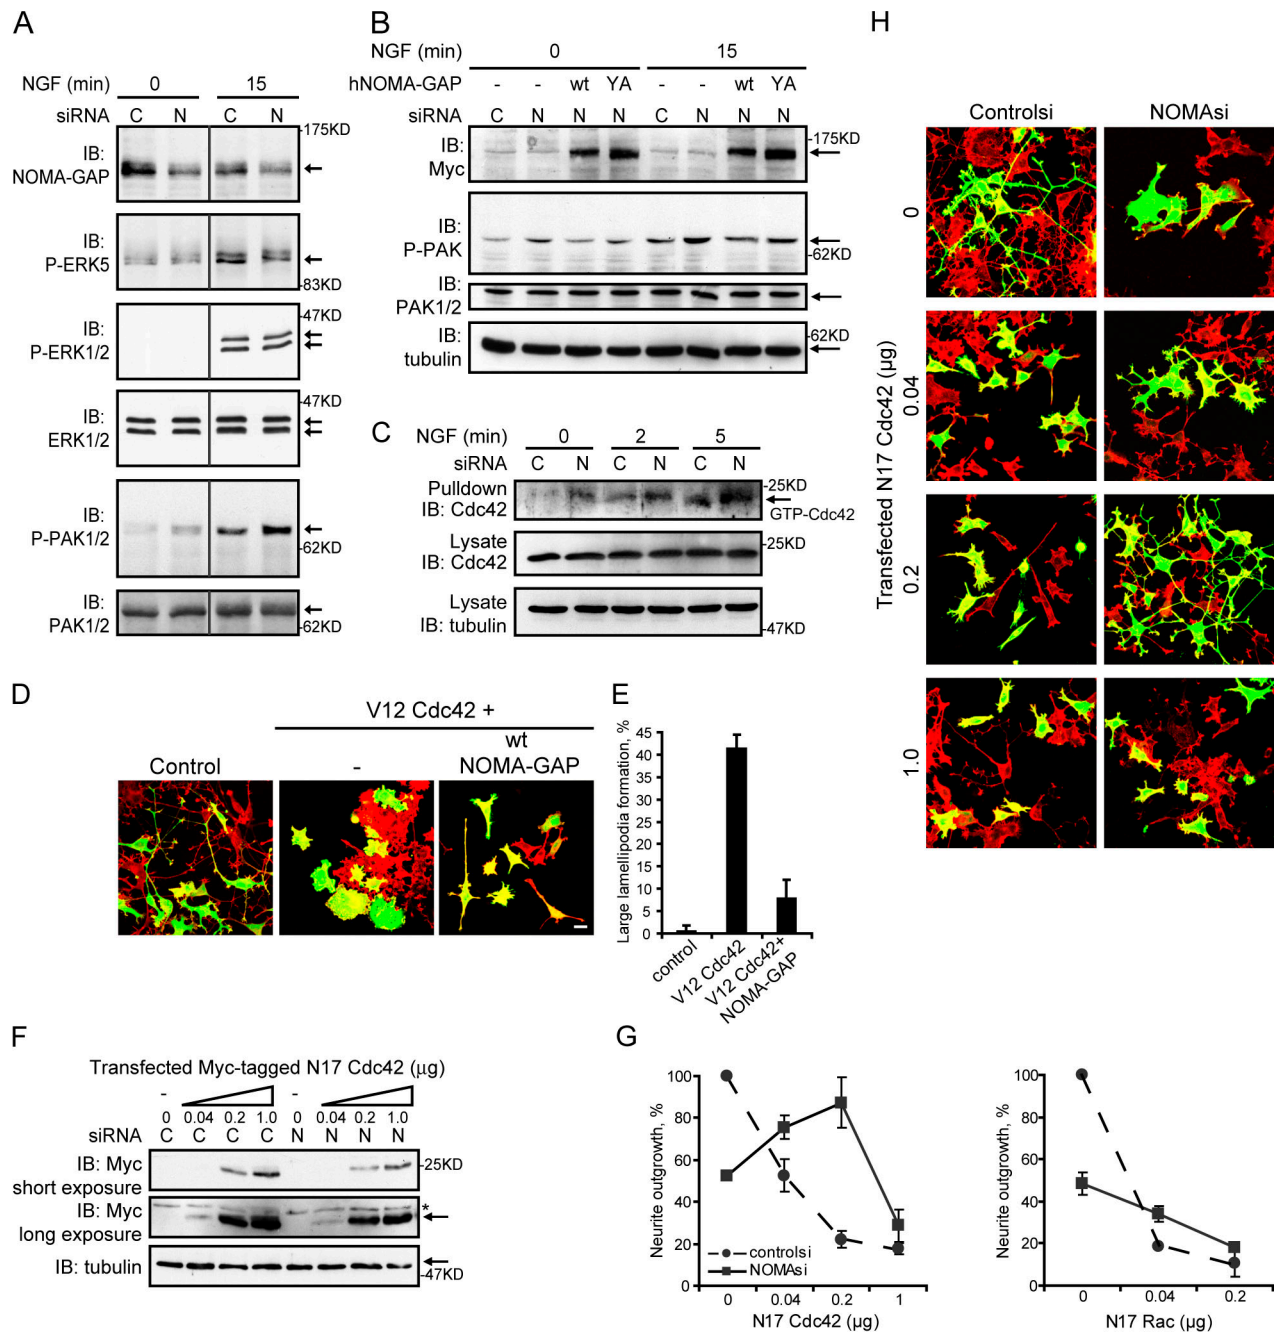 A
NGF (min) 0 15
siRNA C N C N
-175KD
IB:
NOMA-GAP
IB:
P-ERK5
-83KD
-47KD
IB:
P-ERK1/2
-47KD
IB:
ERK1/2
IB:
P-PAK1/2
-62KD
IB:
PAK1/2
-62KD
B
NGF (min) 0 15
hNOMA-GAP - - wt YA - - wt YA
siRNA C N N N C N N N
-175KD
IB:
Myc
IB:
P-PAK
-62KD
IB:
PAK1/2
IB:
tubulin
-62KD
C
NGF (min) 0 2 5
siRNA C N C N C N
Pulldown
IB: Cdc42
-25KD
GTP-Cdc42
Lysate
IB: Cdc42
-25KD
Lysate
IB: tubulin
-47KD
D
V12 Cdc42 +
Control - wt NOMA-GAP
E
Large lamellipodia formation, %
45
40
35
30
25
20
15
10
5
0
control
V12 Cdc42
V12 Cdc42+
NOMA-GAP
F
Transfected Myc-tagged N17 Cdc42 (µg)
- -
0 0.04 0.2 1.0 0 0.04 0.2 1.0
siRNA C C C C N N N N
IB: Myc
short exposure
-25KD
IB: Myc
long exposure
*
IB: tubulin
-47KD
G
Neurite outgrowth, %
100
80
60
40
20
0
controlsi
NOMAsi
0 0.04 0.2 1
N17 Cdc42 (µg)
Neurite outgrowth, %
100
80
60
40
20
0
0 0.04 0.2
N17 Rac (µg)
H
Controlsi NOMAsi
Transfected N17 Cdc42 (µg)
0
0.04
0.2
1.0